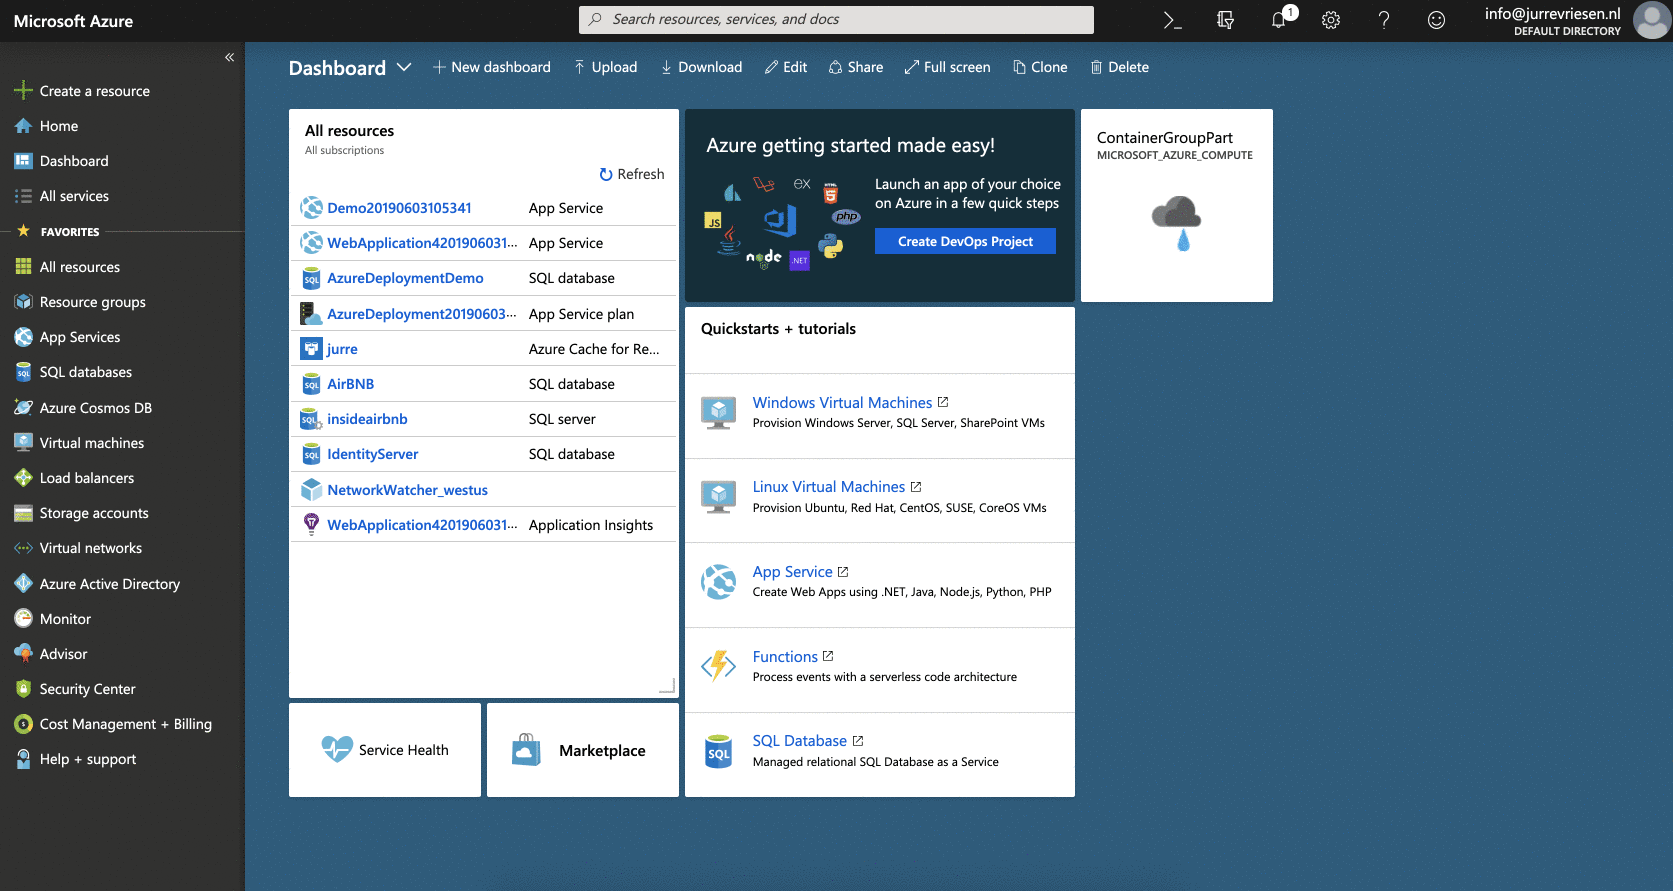 Microsoft Azure
Search resources, services, and docs
1
info@jurrevriesen.nl
DEFAULT DIRECTORY
«
Create a resource
Home
Dashboard
All services
FAVORITES
All resources
Resource groups
App Services
SQL databases
Azure Cosmos DB
Virtual machines
Load balancers
Storage accounts
Virtual networks
Azure Active Directory
Monitor
Advisor
Security Center
Cost Management + Billing
Help + support
Dashboard
New dashboard
Upload
Download
Edit
Share
Full screen
Clone
Delete
All resources
All subscriptions
Refresh
Demo20190603105341 App Service
WebApplication4201906031··· App Service
SQL AzureDeploymentDemo SQL database
AzureDeployment20190603··· App Service plan
jurre Azure Cache for Re...
SQL AirBNB SQL database
SQL insideairbnb SQL server
SQL IdentityServer SQL database
NetworkWatcher_westus
WebApplication4201906031··· Application Insights
Service Health
Marketplace
Azure getting started made easy!
EX
HTML
5
JS
php
node
.NET
Launch an app of your choice
on Azure in a few quick steps
Create DevOps Project
Quickstarts + tutorials
Windows Virtual Machines
Provision Windows Server, SQL Server, SharePoint VMs
Linux Virtual Machines
Provision Ubuntu, Red Hat, CentOS, SUSE, CoreOS VMs
App Service
Create Web Apps using .NET, Java, Node.js, Python, PHP
Functions
Process events with a serverless code architecture
SQL
SQL Database
Managed relational SQL Database as a Service
ContainerGroupPart
MICROSOFT_AZURE_COMPUTE